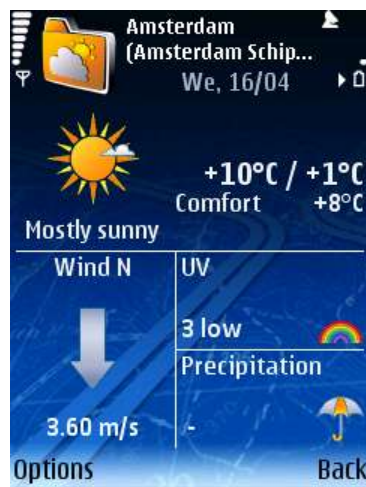 Amsterdam
(Amsterdam Schip...
We, 16/04
+10°C / +1°C
Comfort +8°C
Mostly sunny
Wind N
UV
3 low
Precipitation
3.60 m/s
-
Options
Back